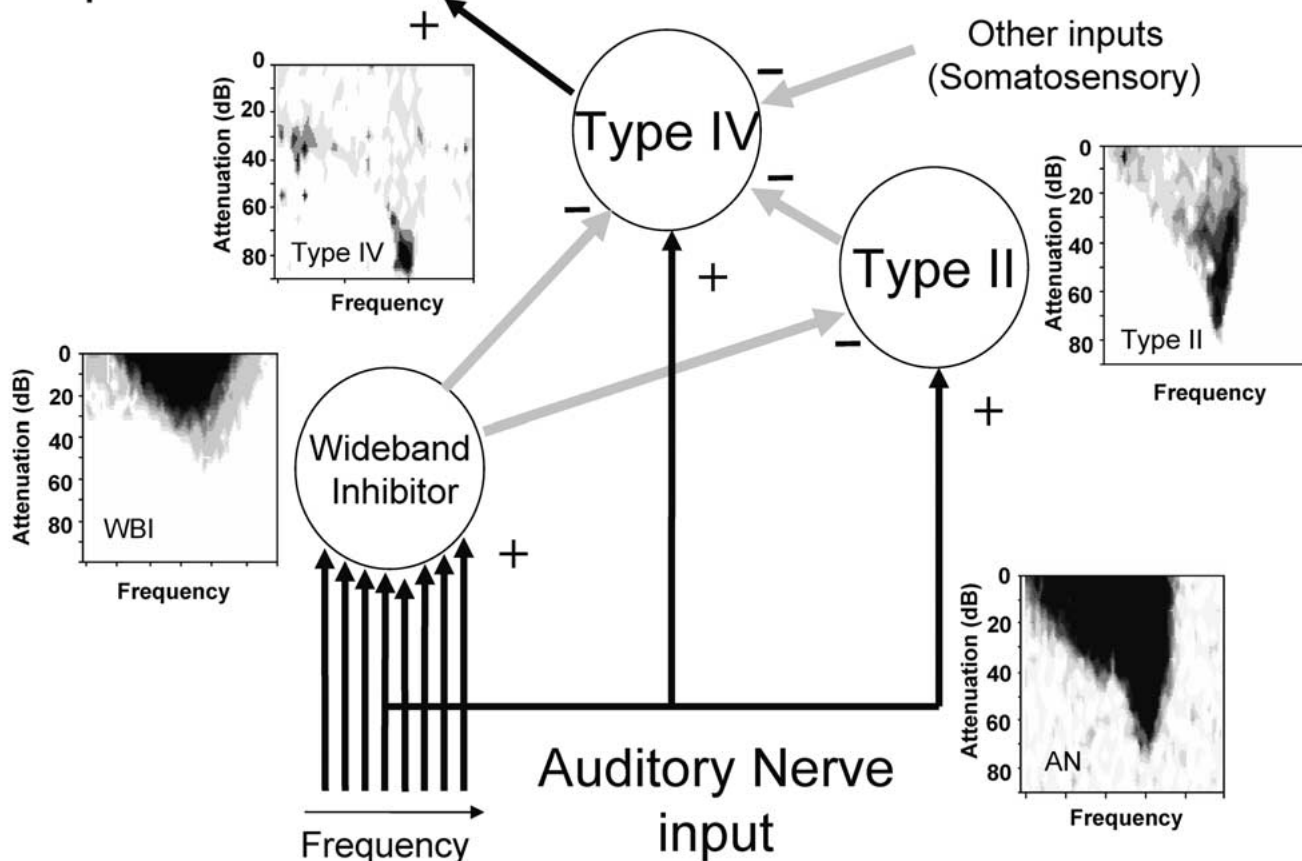 +
Type IV
−
Other inputs
(Somatosensory)
0
20
40
60
80
Attenuation (dB)
Type IV
Frequency
−
−
+
Type II
−
+
0
20
40
60
80
Attenuation (dB)
Type II
Frequency
0
20
40
60
80
Attenuation (dB)
WBI
Frequency
Wideband
Inhibitor
+
Frequency
Auditory Nerve
input
0
20
40
60
80
Attenuation (dB)
AN
Frequency